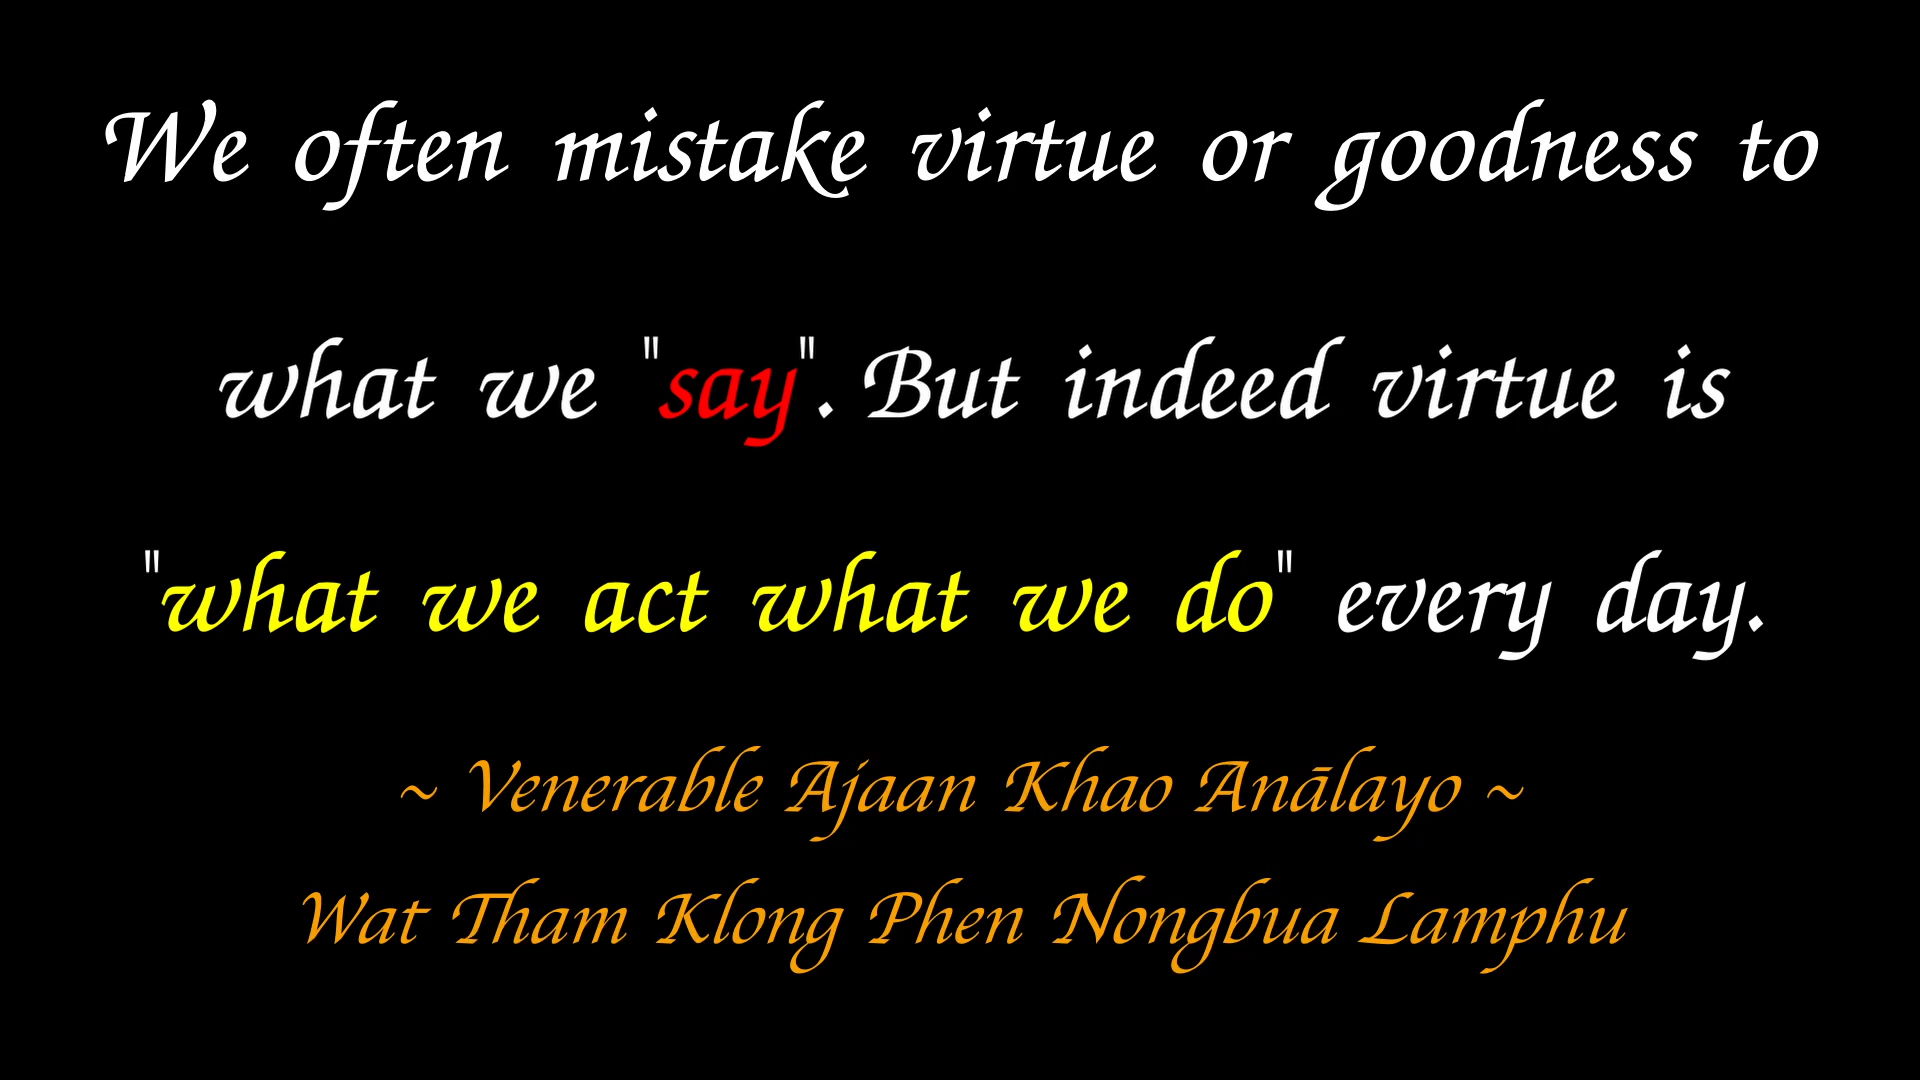 We often mistake virtue or goodness to
what we "say". But indeed virtue is
"what we act what we do" every day.
~ Venerable Ajaan Khao Anālayo ~
Wat Tham Klong Phen Nongbua Lamphu